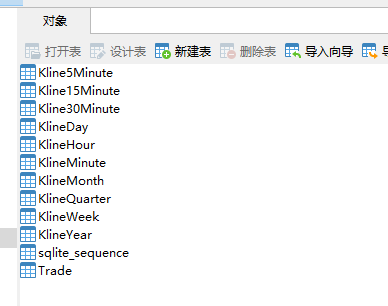 对象
打开表 设计表 新建表 删除表 导入向导
Kline5Minute
Kline15Minute
Kline30Minute
KlineDay
KlineHour
KlineMinute
KlineMonth
KlineQuarter
KlineWeek
KlineYear
sqlite_sequence
Trade